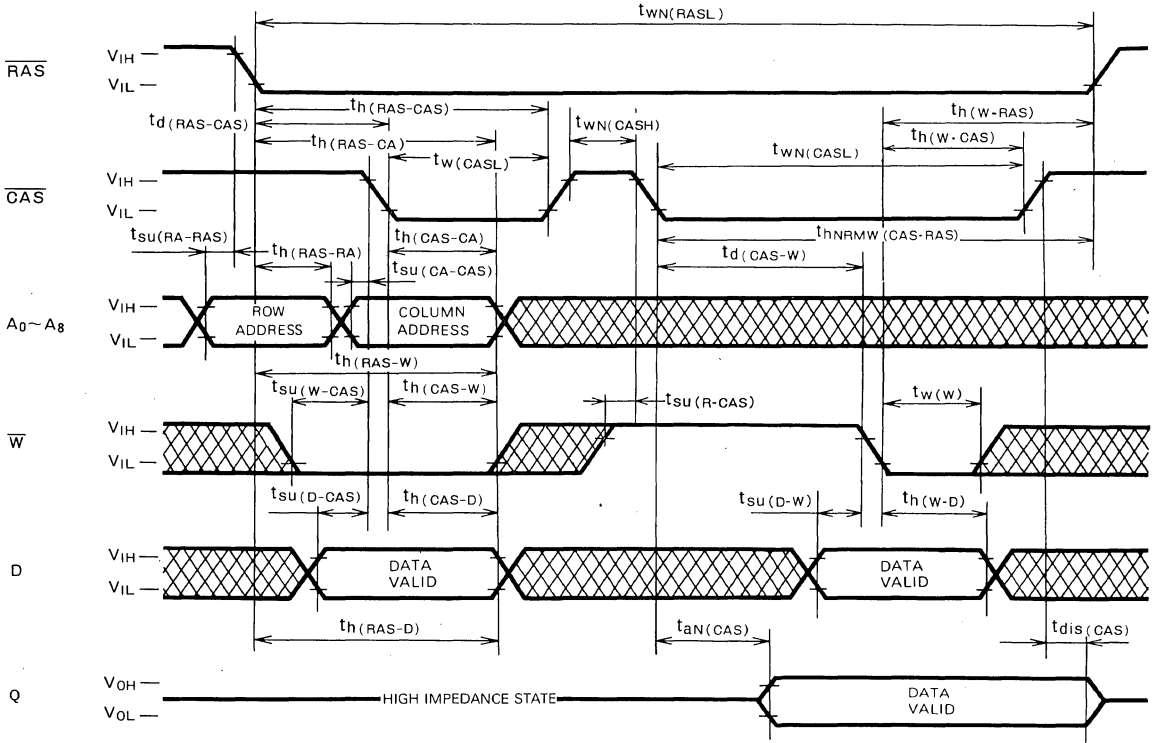 twN(RASL)
RAS
VIH
VIL
th(RAS-CAS)
td(RAS-CAS)
th(RAS-CA)
tWN(CASH)
th(W-RAS)
th(W-CAS)
tw(CASL)
tWN(CASL)
CAS
VIH
VIL
tsu(RA-RAS)
th(RAS-RA)
th(CAS-CA)
tsu(CA-CAS)
thNRMW(CAS-RAS)
td(CAS-W)
A0~A8
VIH
VIL
ROW
ADDRESS
COLUMN
ADDRESS
th(RAS-W)
tsu(W-CAS)
th(CAS-W)
tsu(R-CAS)
tw(W)
W
VIH
VIL
tsu(D-CAS)
th(CAS-D)
tsu(D-W)
th(W-D)
D
VIH
VIL
DATA
VALID
DATA
VALID
th(RAS-D)
taN(CAS)
tdis(CAS)
Q
VOH
VOL
HIGH IMPEDANCE STATE
DATA
VALID